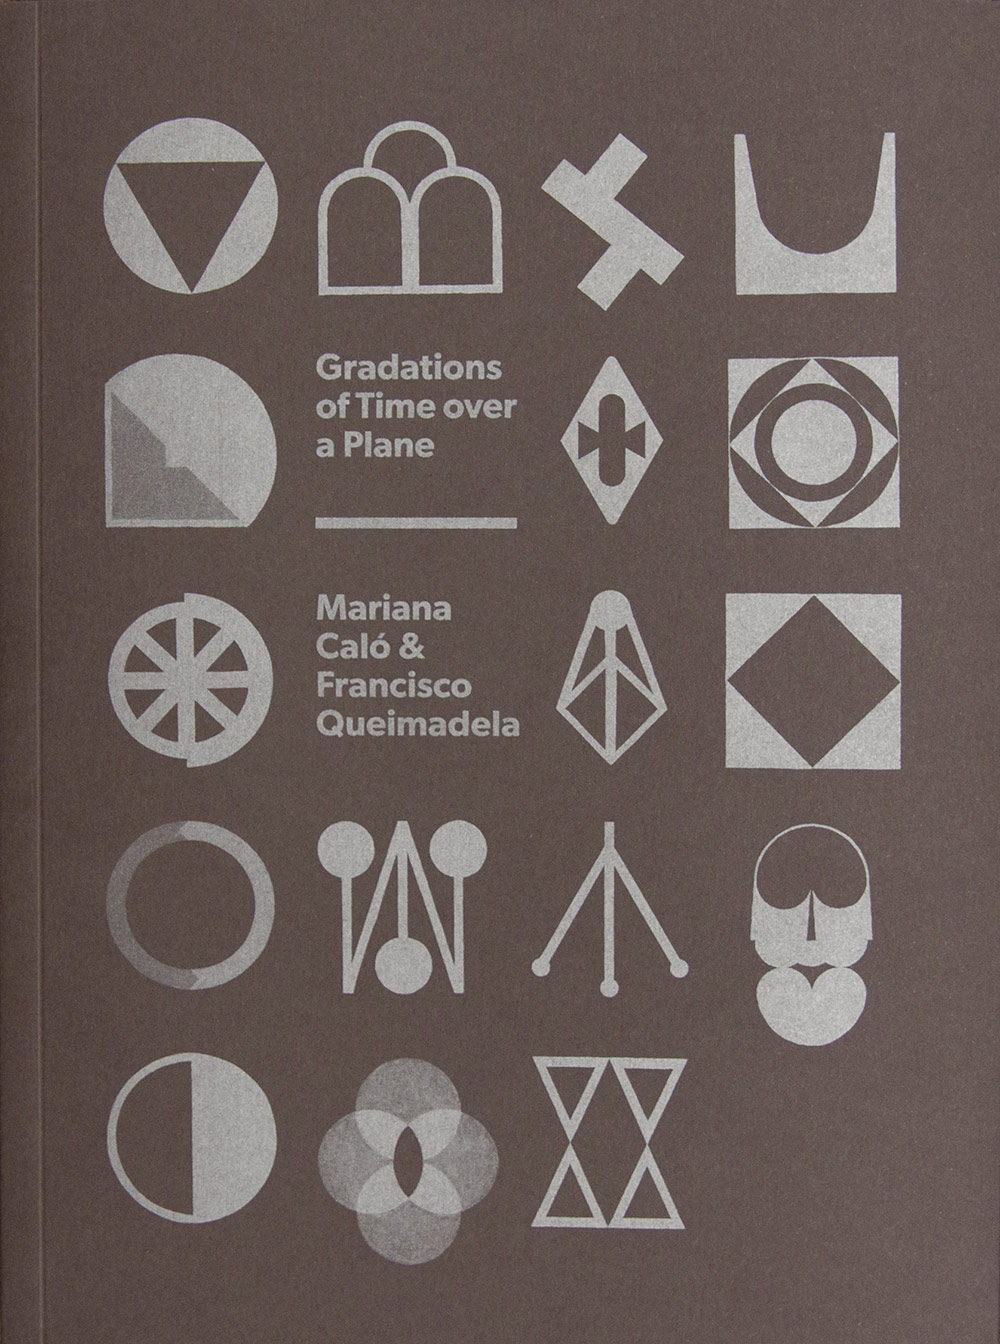 Gradations
of Time over
a Plane
Mariana
Caló &
Francisco
Queimadela